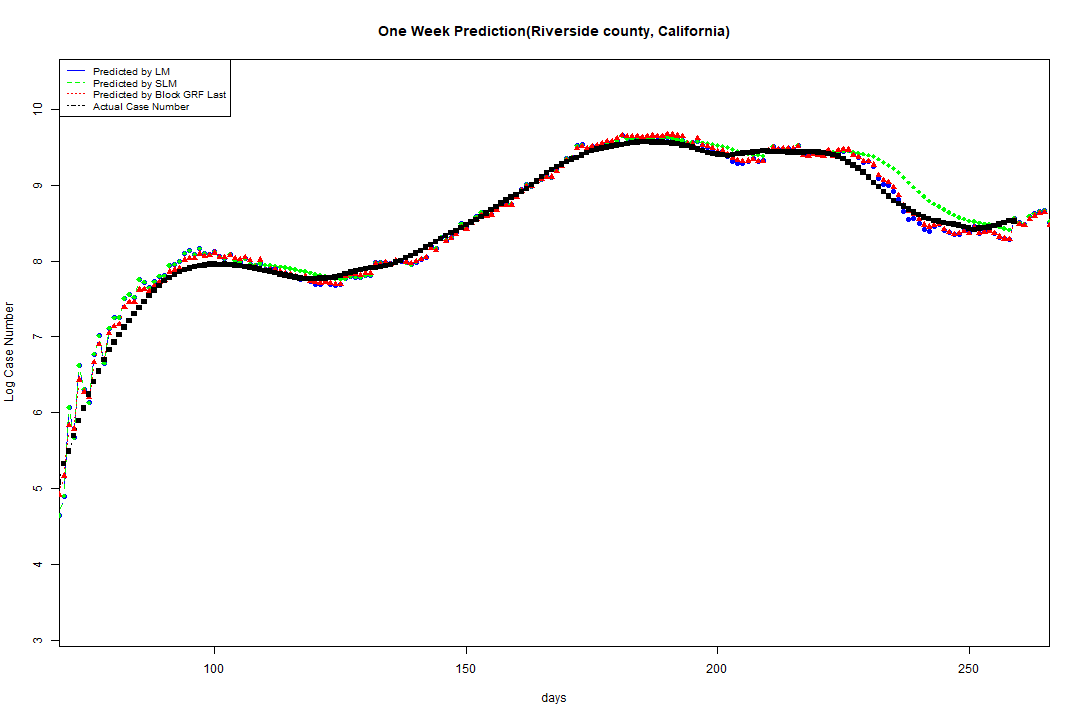 One Week Prediction(Riverside county, California)
Predicted by LM
Predicted by SLM
Predicted by Block GRF Last
Actual Case Number
10
9
8
7
6
5
4
3
Log Case Number
100
150
200
250
days